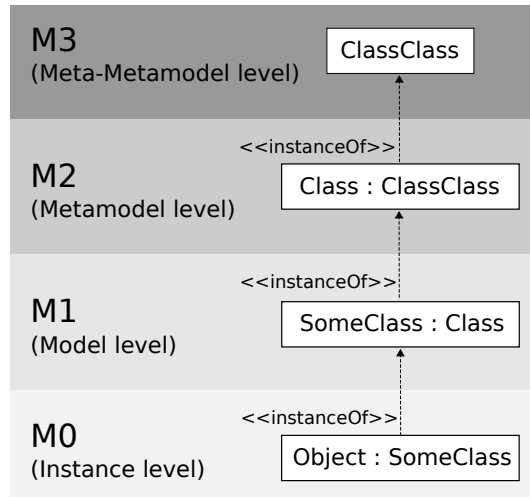 M3
(Meta-Metamodel level)
ClassClass
<<instanceOf>>
M2
(Metamodel level)
Class : ClassClass
<<instanceOf>>
M1
(Model level)
SomeClass : Class
<<instanceOf>>
M0
(Instance level)
Object : SomeClass